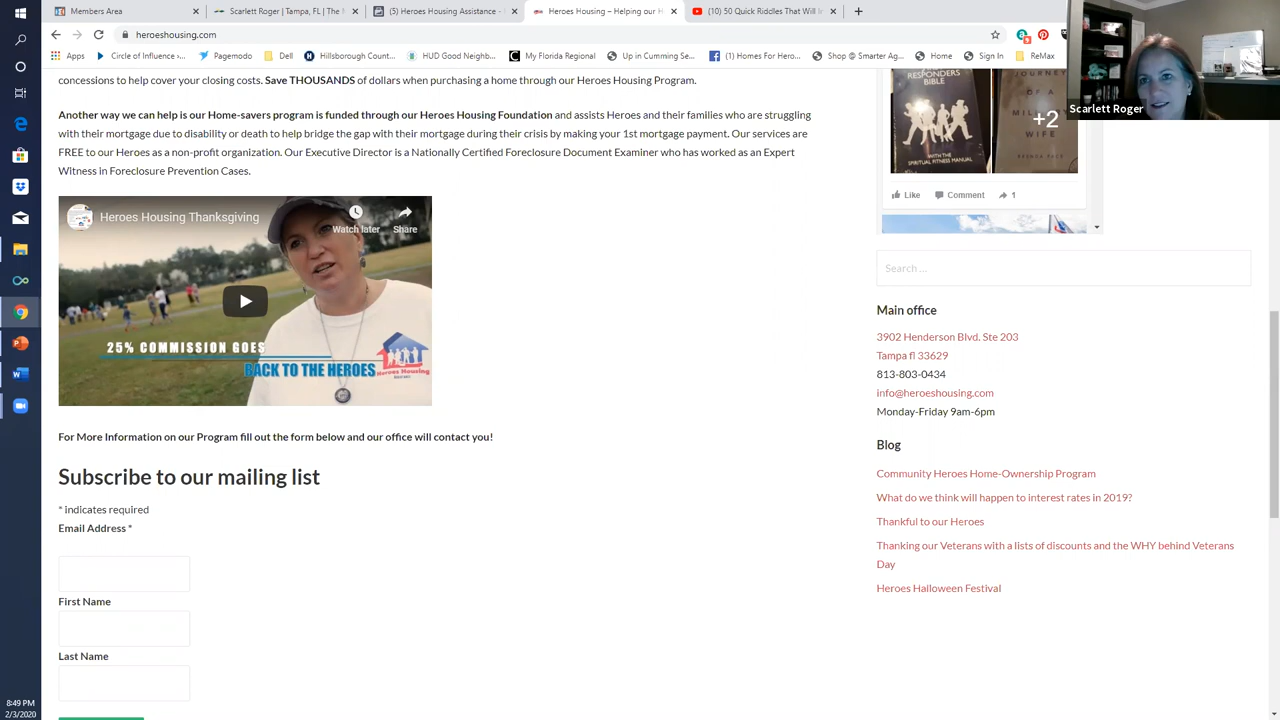 Members Area
Scarlett Roger | Tampa, FL | The M
(5) Heroes Housing Assistance -
Heroes Housing – Helping our H
(10) 50 Quick Riddles That Will I
heroeshousing.com
Apps
Circle of Influence
Pagemodo
Dell
Rborough Count...
HUD Good Neighb...
My Florida Regional
Up in Cumming Se...
(1) Homes For Hero...
Shop @ Smarter Ag...
Home
Sign In
ReMax
Scarlett Roger
concessions to help cover your closing costs. Save THOUSANDS of dollars when purchasing a home through our Heroes Housing Program.
Another way we can help is our Home-savers program is funded through our Heroes Housing Foundation and assists Heroes and their families who are struggling
with their mortgage due to disability or death to help bridge the gap with their mortgage during their crisis by making your 1st mortgage payment. Our services are
FREE to our Heroes as a non-profit organization. Our Executive Director is a Nationally Certified Foreclosure Document Examiner who has worked as an Expert
Witness in Foreclosure Prevention Cases.
Heroes Housing Thanksgiving
Watch later
Share
25% COMMISSION GOES
BACK TO THE HEROES
Heroes Housing
For More Information on our Program fill out the form below and our office will contact you!
Subscribe to our mailing list
* indicates required
Email Address *
First Name
Last Name
RESPONDERS
BIBLE
WITH THE
SPIRITUAL FITNESS MANUAL
JOURNEY
OF A
WIFE
+2
Like
Comment
1
Search ...
Main office
3902 Henderson Blvd. Ste 203
Tampa fl 33629
813-803-0434
info@heroeshousing.com
Monday-Friday 9am-6pm
Blog
Community Heroes Home-Ownership Program
What do we think will happen to interest rates in 2019?
Thankful to our Heroes
Thanking our Veterans with a lists of discounts and the WHY behind Veterans
Day
Heroes Halloween Festival
8:49 PM
2/3/2020